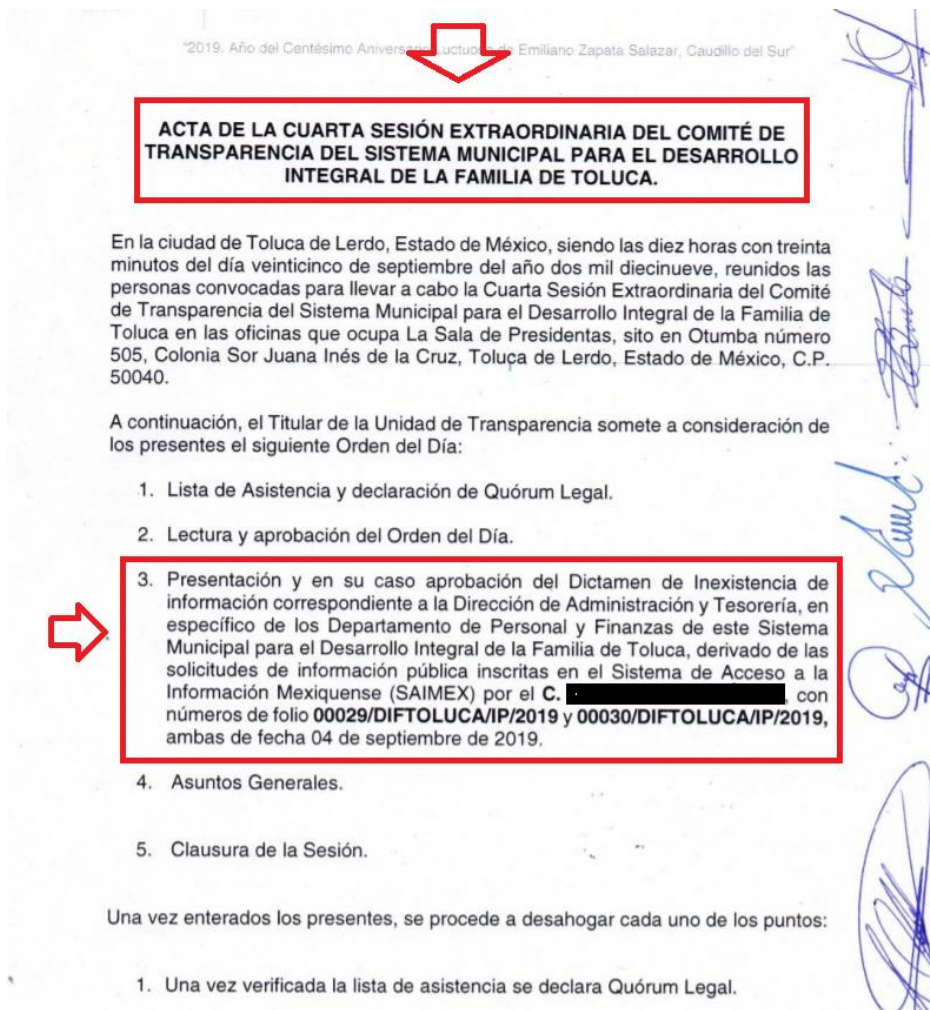 "2019. Año del Centésimo Aniversario Luctuoso de Emiliano Zapata Salazar, Caudillo del Sur"
ACTA DE LA CUARTA SESIÓN EXTRAORDINARIA DEL COMITÉ DE
TRANSPARENCIA DEL SISTEMA MUNICIPAL PARA EL DESARROLLO
INTEGRAL DE LA FAMILIA DE TOLUCA.
En la ciudad de Toluca de Lerdo, Estado de México, siendo las diez horas con treinta
minutos del día veinticinco de septiembre del año dos mil diecinueve, reunidos las
personas convocadas para llevar a cabo la Cuarta Sesión Extraordinaria del Comité
de Transparencia del Sistema Municipal para el Desarrollo Integral de la Familia de
Toluca en las oficinas que ocupa La Sala de Presidentas, sito en Otumba número
505, Colonia Sor Juana Inés de la Cruz, Toluca de Lerdo, Estado de México, C.P.
50040.
A continuación, el Titular de la Unidad de Transparencia somete a consideración de
los presentes el siguiente Orden del Día:
1. Lista de Asistencia y declaración de Quórum Legal.
2. Lectura y aprobación del Orden del Día.
3. Presentación y en su caso aprobación del Dictamen de Inexistencia de
información correspondiente a la Dirección de Administración y Tesorería, en
específico de los Departamento de Personal y Finanzas de este Sistema
Municipal para el Desarrollo Integral de la Familia de Toluca, derivado de las
solicitudes de información pública inscritas en el Sistema de Acceso a la
Información Mexiquense (SAIMEX) por el C. , con
números de folio 00029/DIFTOLUCA/IP/2019 y 00030/DIFTOLUCA/IP/2019,
ambas de fecha 04 de septiembre de 2019.
4. Asuntos Generales.
5. Clausura de la Sesión.
Una vez enterados los presentes, se procede a desahogar cada uno de los puntos:
1. Una vez verificada la lista de asistencia se declara Quórum Legal.